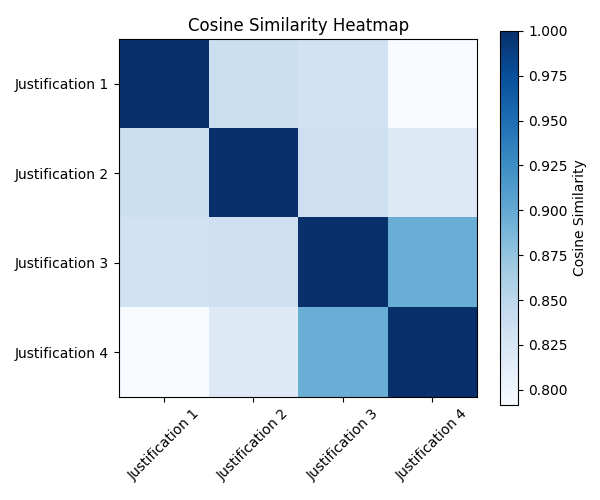 Cosine Similarity Heatmap
Justification 1
Justification 2
Justification 3
Justification 4
Justification 1
Justification 2
Justification 3
Justification 4
1.000
0.975
0.950
0.925
0.900
0.875
0.850
0.825
0.800
Cosine Similarity